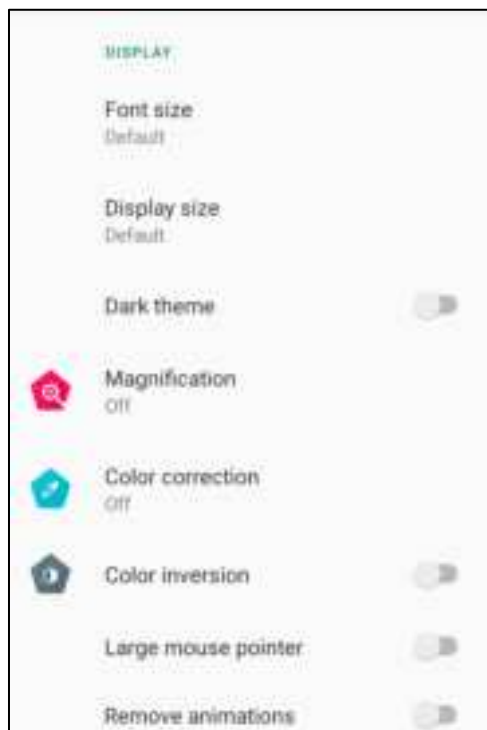 DISPLAY
Font size
Default
Display size
Default
Dark theme
Magnification
Off
Color correction
Off
Color inversion
Large mouse pointer
Remove animations